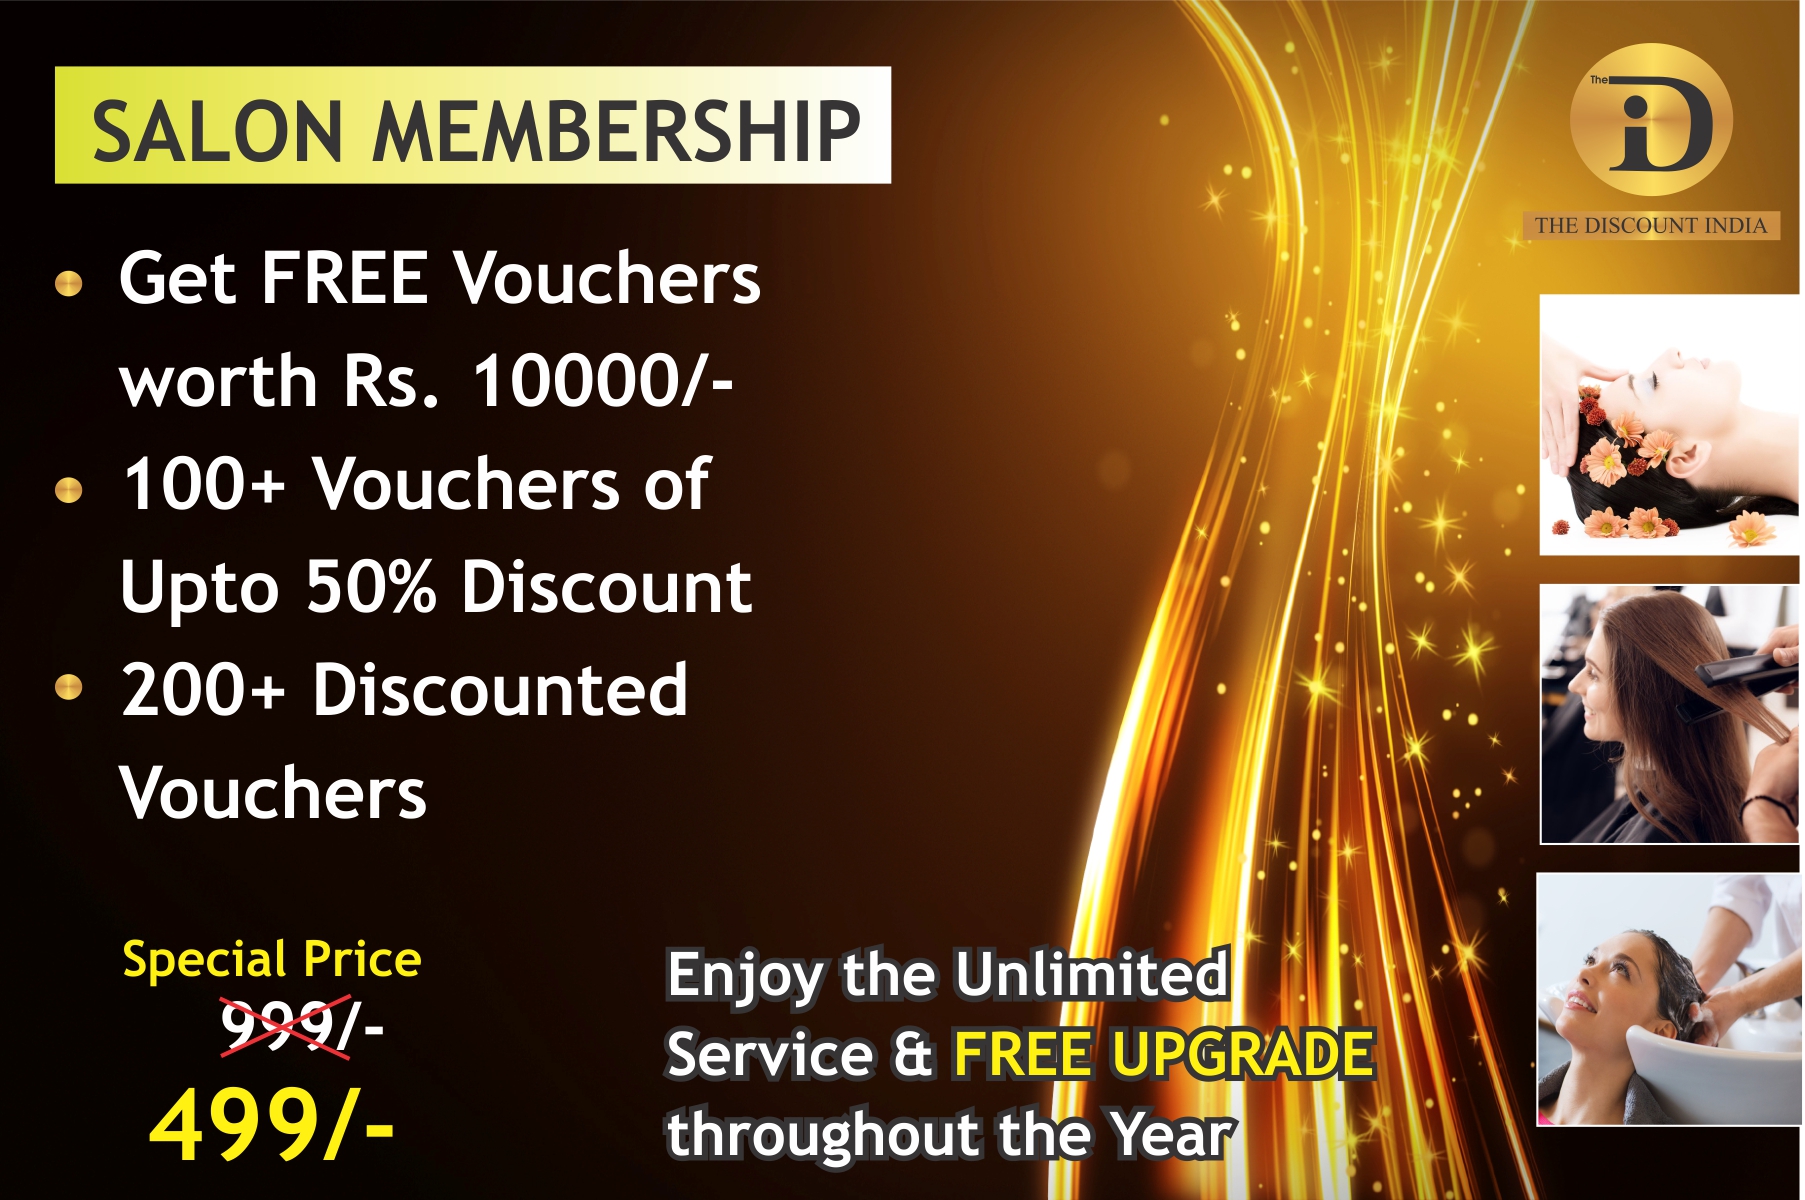 SALON MEMBERSHIP
The
iD
THE DISCOUNT INDIA
Get FREE Vouchers
worth Rs. 10000/-
100+ Vouchers of
Upto 50% Discount
200+ Discounted
Vouchers
Special Price
999/-
499/-
Enjoy the Unlimited
Service & FREE UPGRADE
throughout the Year